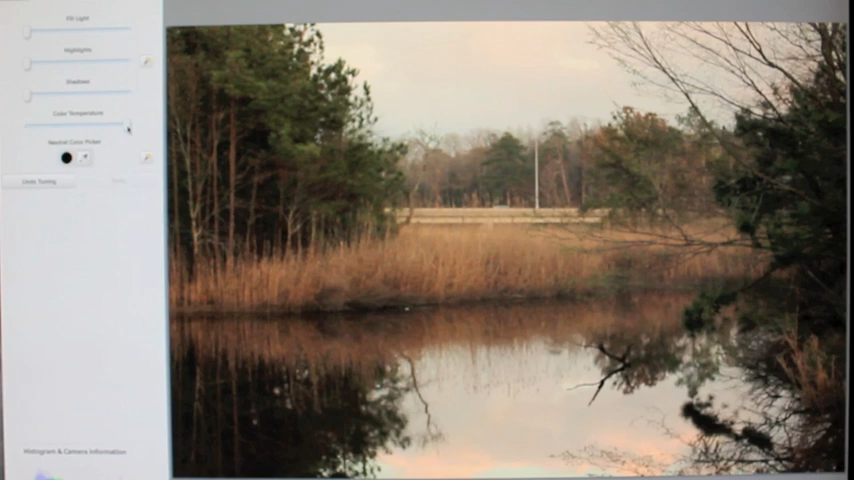 Fill Light
Highlights
Shadows
Color Temperature
Neutral Color Picker
Undo Tuning
Histogram & Camera Information